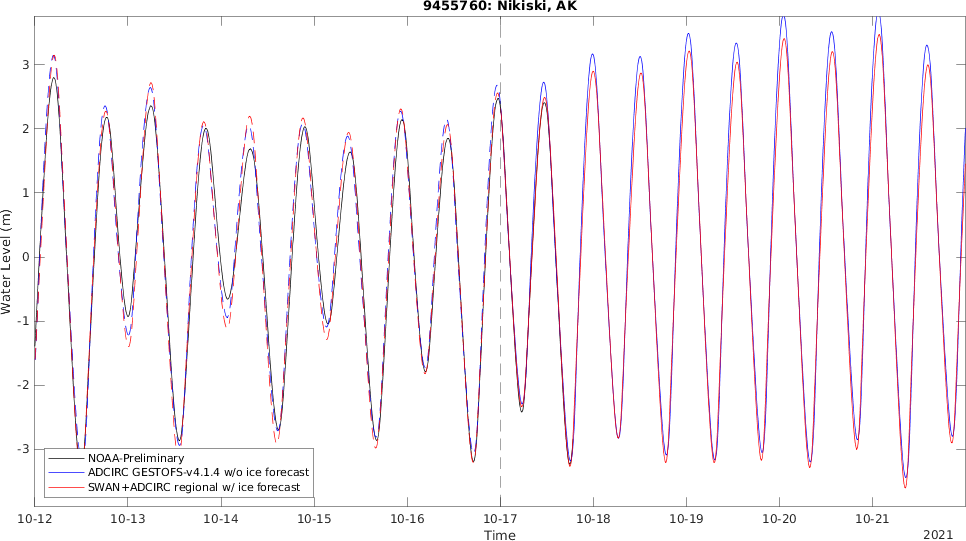 9455760: Nikiski, AK
Water Level (m)
3
2
1
0
-1
-2
-3
NOAA-Preliminary
ADCIRC GESTOFS-v4.1.4 w/o ice forecast
SWAN+ADCIRC regional w/ ice forecast
10-12 10-13 10-14 10-15 10-16 10-17 10-18 10-19 10-20 10-21
Time
2021